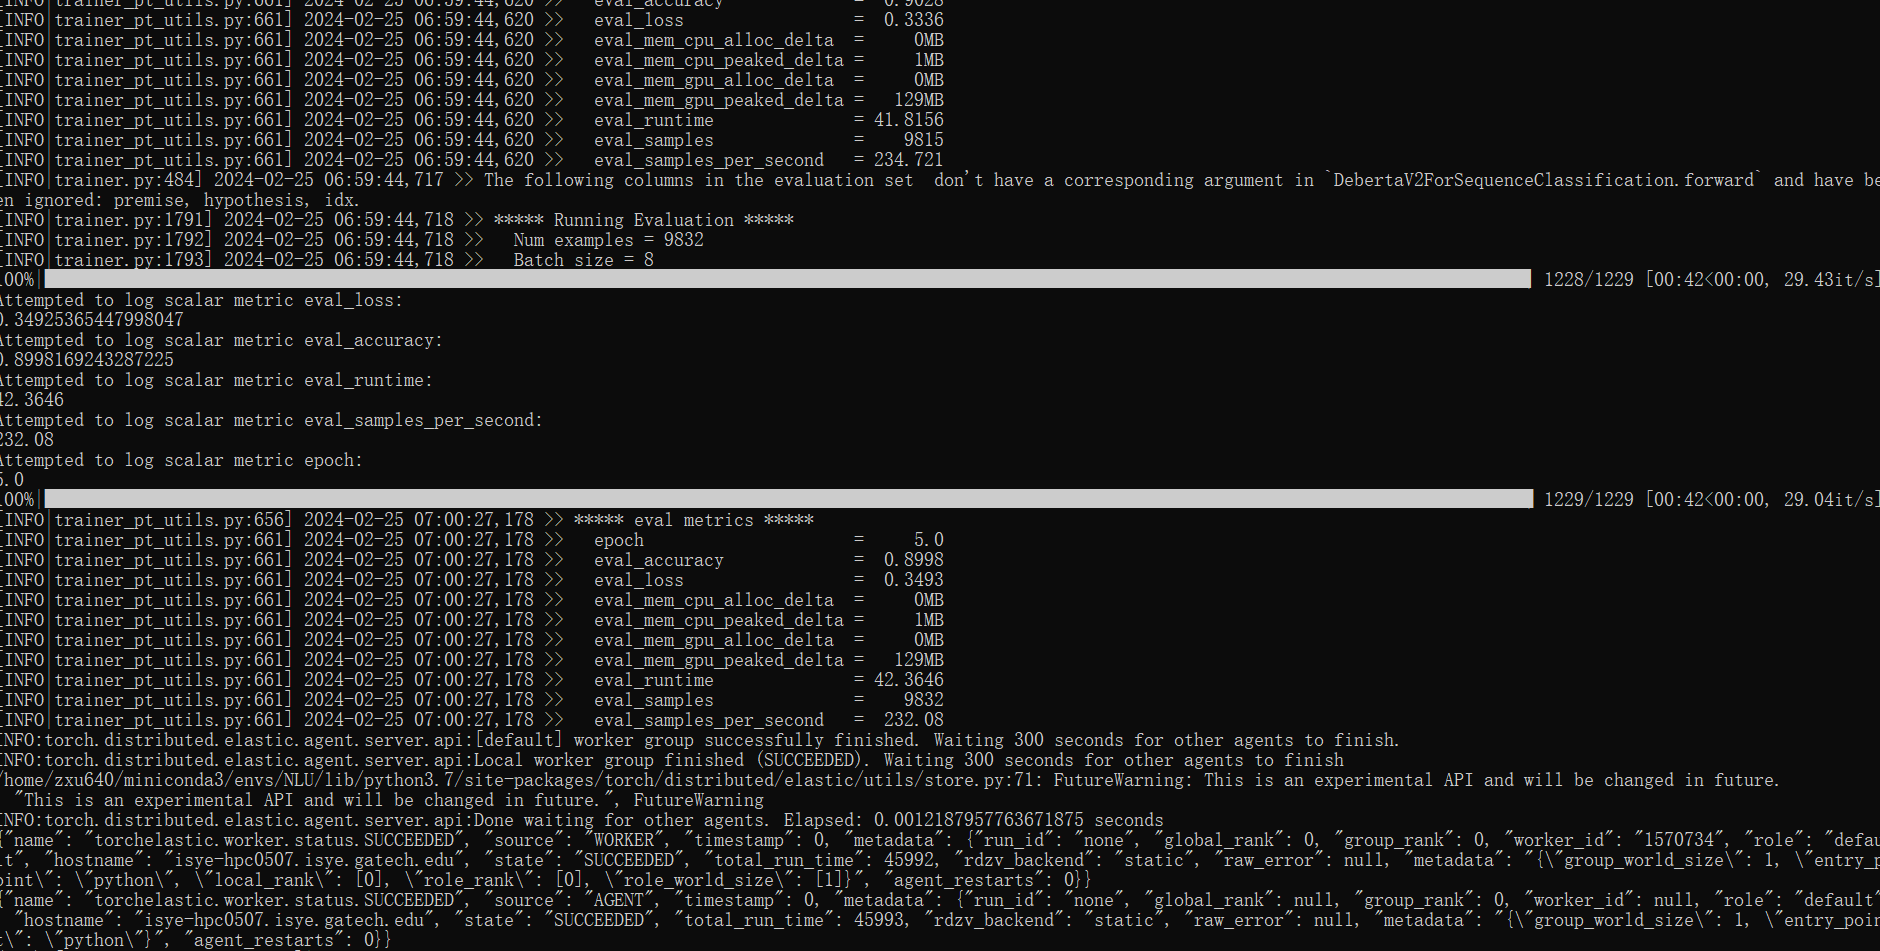 [INFO|trainer_pt_utils.py:661] 2024-02-25 06:59:44,620 >>   eval_accuracy             =  0.9028
[INFO|trainer_pt_utils.py:661] 2024-02-25 06:59:44,620 >>   eval_loss                 =  0.3336
[INFO|trainer_pt_utils.py:661] 2024-02-25 06:59:44,620 >>   eval_mem_cpu_alloc_delta  =     0MB
[INFO|trainer_pt_utils.py:661] 2024-02-25 06:59:44,620 >>   eval_mem_cpu_peaked_delta =     1MB
[INFO|trainer_pt_utils.py:661] 2024-02-25 06:59:44,620 >>   eval_mem_gpu_alloc_delta  =     0MB
[INFO|trainer_pt_utils.py:661] 2024-02-25 06:59:44,620 >>   eval_mem_gpu_peaked_delta =   129MB
[INFO|trainer_pt_utils.py:661] 2024-02-25 06:59:44,620 >>   eval_runtime              = 41.8156
[INFO|trainer_pt_utils.py:661] 2024-02-25 06:59:44,620 >>   eval_samples              =    9815
[INFO|trainer_pt_utils.py:661] 2024-02-25 06:59:44,620 >>   eval_samples_per_second   = 234.721
[INFO|trainer.py:484] 2024-02-25 06:59:44,717 >> The following columns in the evaluation set  don't have a corresponding argument in `DebertaV2ForSequenceClassification.forward` and have be
en ignored: premise, hypothesis, idx.
[INFO|trainer.py:1791] 2024-02-25 06:59:44,718 >> ***** Running Evaluation *****
[INFO|trainer.py:1792] 2024-02-25 06:59:44,718 >>   Num examples = 9832
[INFO|trainer.py:1793] 2024-02-25 06:59:44,718 >>   Batch size = 8
100%| 1228/1229 [00:42<00:00, 29.43it/s]
Attempted to log scalar metric eval_loss:
0.34925365447998047
Attempted to log scalar metric eval_accuracy:
0.8998169243287225
Attempted to log scalar metric eval_runtime:
42.3646
Attempted to log scalar metric eval_samples_per_second:
232.08
Attempted to log scalar metric epoch:
5.0
100%| 1229/1229 [00:42<00:00, 29.04it/s]
[INFO|trainer_pt_utils.py:656] 2024-02-25 07:00:27,178 >> ***** eval metrics *****
[INFO|trainer_pt_utils.py:661] 2024-02-25 07:00:27,178 >>   epoch                     =     5.0
[INFO|trainer_pt_utils.py:661] 2024-02-25 07:00:27,178 >>   eval_accuracy             =  0.8998
[INFO|trainer_pt_utils.py:661] 2024-02-25 07:00:27,178 >>   eval_loss                 =  0.3493
[INFO|trainer_pt_utils.py:661] 2024-02-25 07:00:27,178 >>   eval_mem_cpu_alloc_delta  =     0MB
[INFO|trainer_pt_utils.py:661] 2024-02-25 07:00:27,178 >>   eval_mem_cpu_peaked_delta =     1MB
[INFO|trainer_pt_utils.py:661] 2024-02-25 07:00:27,178 >>   eval_mem_gpu_alloc_delta  =     0MB
[INFO|trainer_pt_utils.py:661] 2024-02-25 07:00:27,178 >>   eval_mem_gpu_peaked_delta =   129MB
[INFO|trainer_pt_utils.py:661] 2024-02-25 07:00:27,178 >>   eval_runtime              = 42.3646
[INFO|trainer_pt_utils.py:661] 2024-02-25 07:00:27,178 >>   eval_samples              =    9832
[INFO|trainer_pt_utils.py:661] 2024-02-25 07:00:27,178 >>   eval_samples_per_second   =  232.08
INFO:torch.distributed.elastic.agent.server.api:[default] worker group successfully finished. Waiting 300 seconds for other agents to finish.
INFO:torch.distributed.elastic.agent.server.api:Local worker group finished (SUCCEEDED). Waiting 300 seconds for other agents to finish
/home/zxu640/miniconda3/envs/NLU/lib/python3.7/site-packages/torch/distributed/elastic/utils/store.py:71: FutureWarning: This is an experimental API and will be changed in future.
  "This is an experimental API and will be changed in future.", FutureWarning
INFO:torch.distributed.elastic.agent.server.api:Done waiting for other agents. Elapsed: 0.0012187957763671875 seconds
{"name": "torchelastic.worker.status.SUCCEEDED", "source": "WORKER", "timestamp": 0, "metadata": {"run_id": "none", "global_rank": 0, "group_rank": 0, "worker_id": "1570734", "role": "defau
lt", "hostname": "isye-hpc0507.isye.gatech.edu", "state": "SUCCEEDED", "total_run_time": 45992, "rdzv_backend": "static", "raw_error": null, "metadata": "{\"group_world_size\": 1, \"entry_p
oint\": \"python\", \"local_rank\": [0], \"role_rank\": [0], \"role_world_size\": [1]}", "agent_restarts": 0}}
{"name": "torchelastic.worker.status.SUCCEEDED", "source": "AGENT", "timestamp": 0, "metadata": {"run_id": "none", "global_rank": null, "group_rank": 0, "worker_id": null, "role": "default"
, "hostname": "isye-hpc0507.isye.gatech.edu", "state": "SUCCEEDED", "total_run_time": 45993, "rdzv_backend": "static", "raw_error": null, "metadata": "{\"group_world_size\": 1, \"entry_poin
t\": \"python\"}", "agent_restarts": 0}}